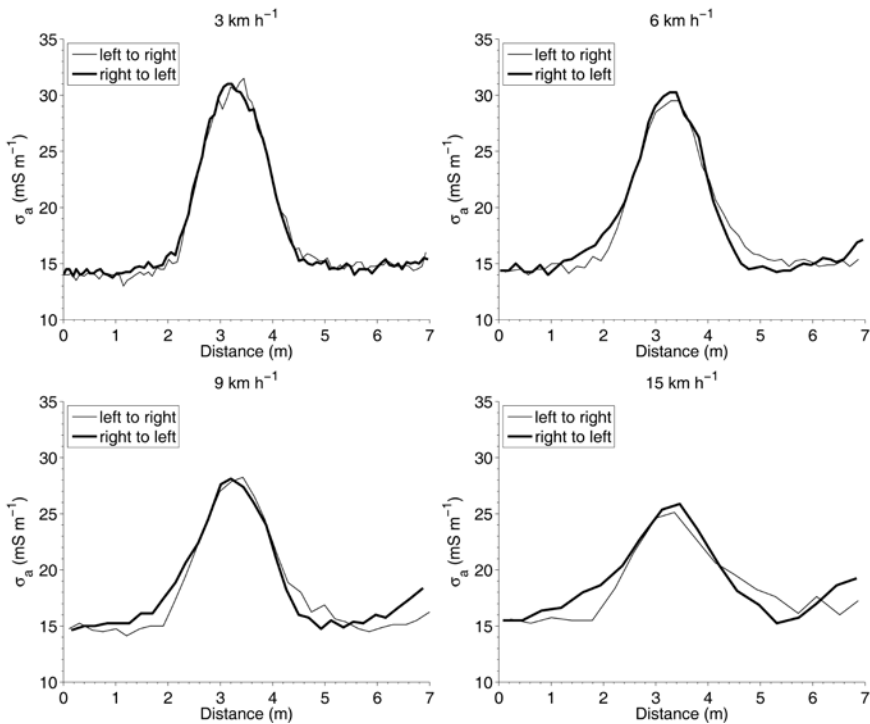 3 km h⁻¹
35
30
25
20
15
10
σₐ (mS m⁻¹)
left to right
right to left
0 1 2 3 4 5 6 7
Distance (m)
6 km h⁻¹
35
30
25
20
15
10
σₐ (mS m⁻¹)
left to right
right to left
0 1 2 3 4 5 6 7
Distance (m)
9 km h⁻¹
35
30
25
20
15
10
σₐ (mS m⁻¹)
left to right
right to left
0 1 2 3 4 5 6 7
Distance (m)
15 km h⁻¹
35
30
25
20
15
10
σₐ (mS m⁻¹)
left to right
right to left
0 1 2 3 4 5 6 7
Distance (m)